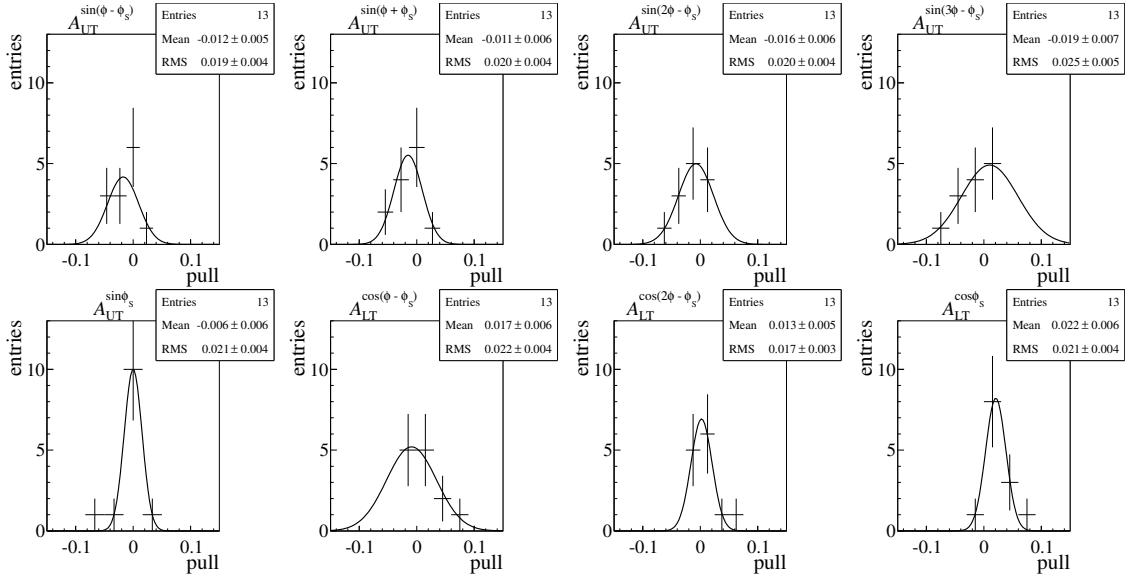 A_UT^sin(ϕ - ϕ_S)
Entries 13
Mean -0.012 ± 0.005
RMS 0.019 ± 0.004
entries
10
5
0
-0.1 0 0.1
pull
A_UT^sin(ϕ + ϕ_S)
Entries 13
Mean -0.011 ± 0.006
RMS 0.020 ± 0.004
entries
10
5
0
-0.1 0 0.1
pull
A_UT^sin(2ϕ - ϕ_S)
Entries 13
Mean -0.016 ± 0.006
RMS 0.020 ± 0.004
entries
10
5
0
-0.1 0 0.1
pull
A_UT^sin(3ϕ - ϕ_S)
Entries 13
Mean -0.019 ± 0.007
RMS 0.025 ± 0.005
entries
10
5
0
-0.1 0 0.1
pull
A_UT^sinϕ_S
Entries 13
Mean -0.006 ± 0.006
RMS 0.021 ± 0.004
entries
10
5
0
-0.1 0 0.1
pull
A_LT^cos(ϕ - ϕ_S)
Entries 13
Mean 0.017 ± 0.006
RMS 0.022 ± 0.004
entries
10
5
0
-0.1 0 0.1
pull
A_LT^cos(2ϕ - ϕ_S)
Entries 13
Mean 0.013 ± 0.005
RMS 0.017 ± 0.003
entries
10
5
0
-0.1 0 0.1
pull
A_LT^cosϕ_S
Entries 13
Mean 0.022 ± 0.006
RMS 0.021 ± 0.004
entries
10
5
0
-0.1 0 0.1
pull